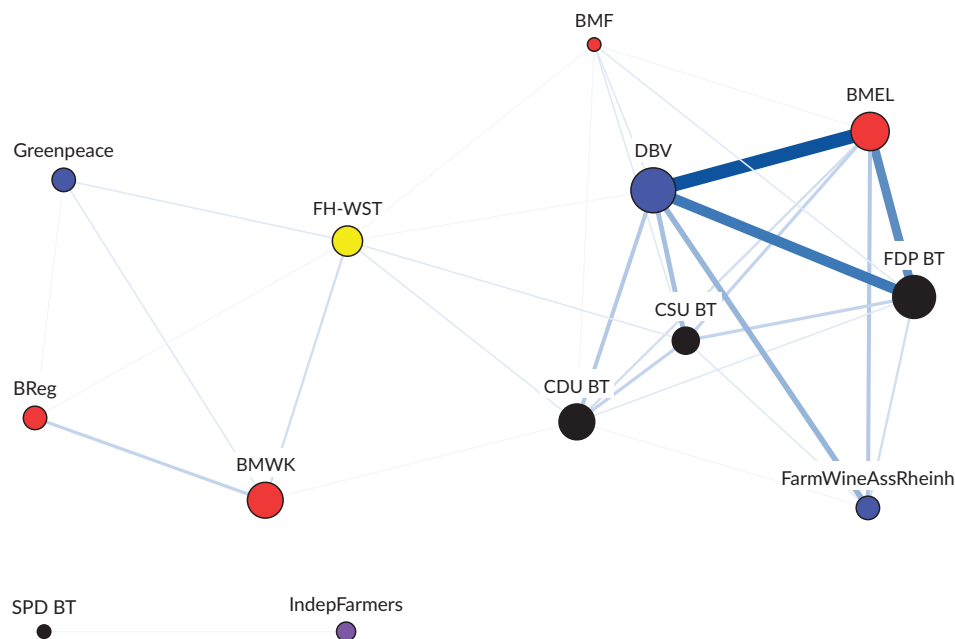 BMF
BMEL
Greenpeace
DBV
FH-WST
FDP BT
CSU BT
BReg
CDU BT
BMWK
FarmWineAssRheinh
SPD BT
IndepFarmers